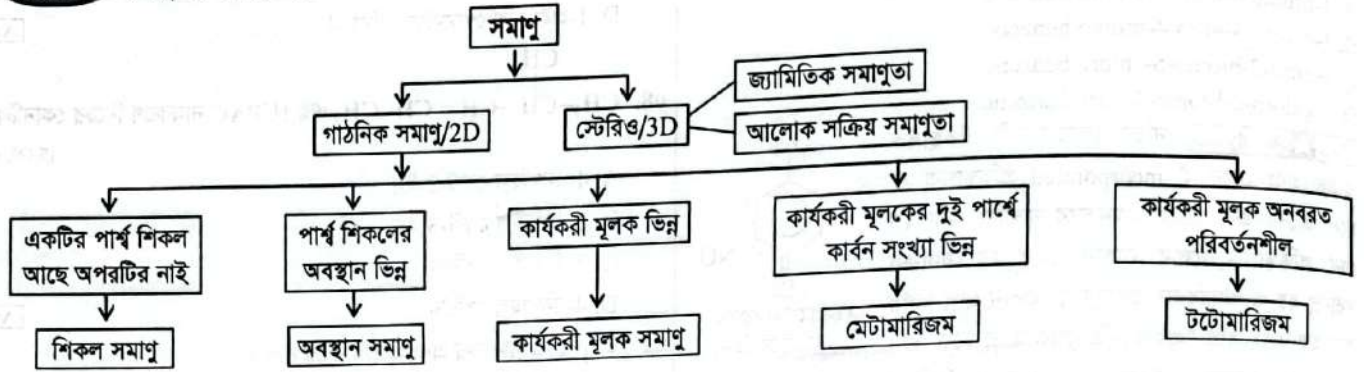 সমাণু
জ্যামিতিক সমাণুতা
গাঠনিক সমাণু/2D
স্টেরিও/3D
আলোক সক্রিয় সমাণুতা
একটির পার্শ্ব শিকল
আছে অপরটির নাই
পার্শ্ব শিকলের
অবস্থান ভিন্ন
কার্যকরী মূলক ভিন্ন
কার্যকরী মূলকের দুই পার্শ্বে
কার্বন সংখ্যা ভিন্ন
কার্যকরী মূলক অনবরত
পরিবর্তনশীল
শিকল সমাণু
অবস্থান সমাণু
কার্যকরী মূলক সমাণু
মেটামারিজম
টটোমারিজম